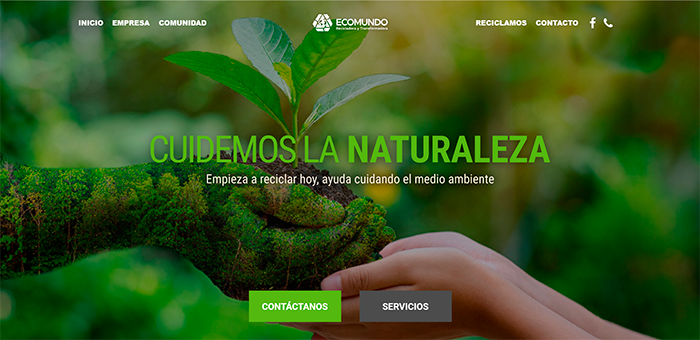 INICIO EMPRESA COMUNIDAD
ECOMUNDO
Recicladora y Transformadora
RECICLAMOS CONTACTO
CUIDEMOS LA NATURALEZA
Empieza a reciclar hoy, ayuda cuidando el medio ambiente
CONTÁCTANOS SERVICIOS